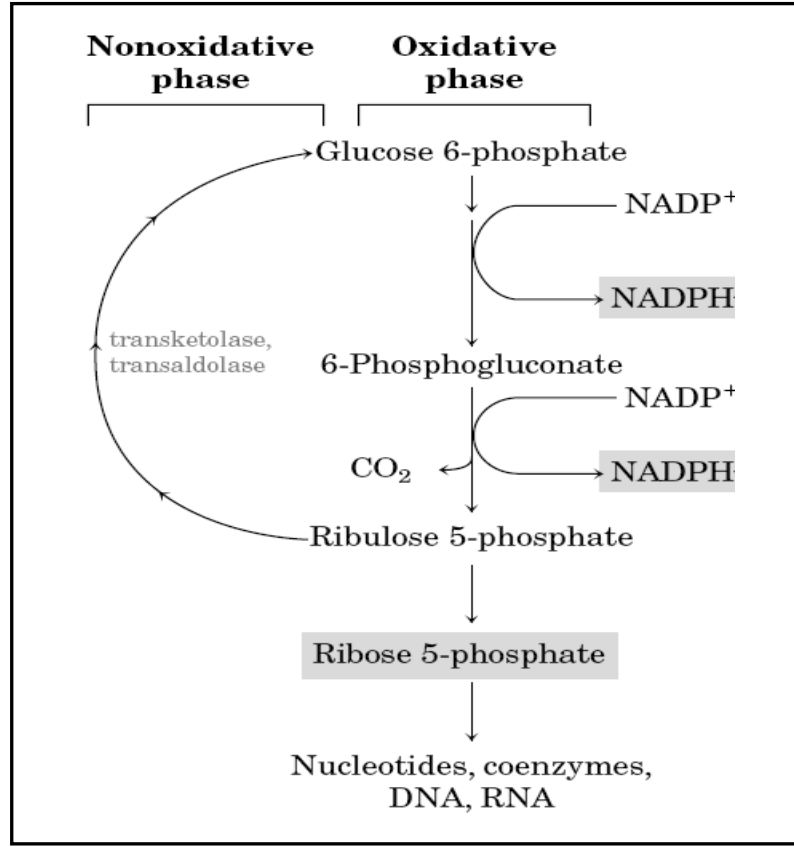 Nonoxidative
phase
Oxidative
phase
Glucose 6-phosphate
NADP⁺
NADPH
transketolase,
transaldolase
6-Phosphogluconate
NADP⁺
CO₂
NADPH
Ribulose 5-phosphate
Ribose 5-phosphate
Nucleotides, coenzymes,
DNA, RNA